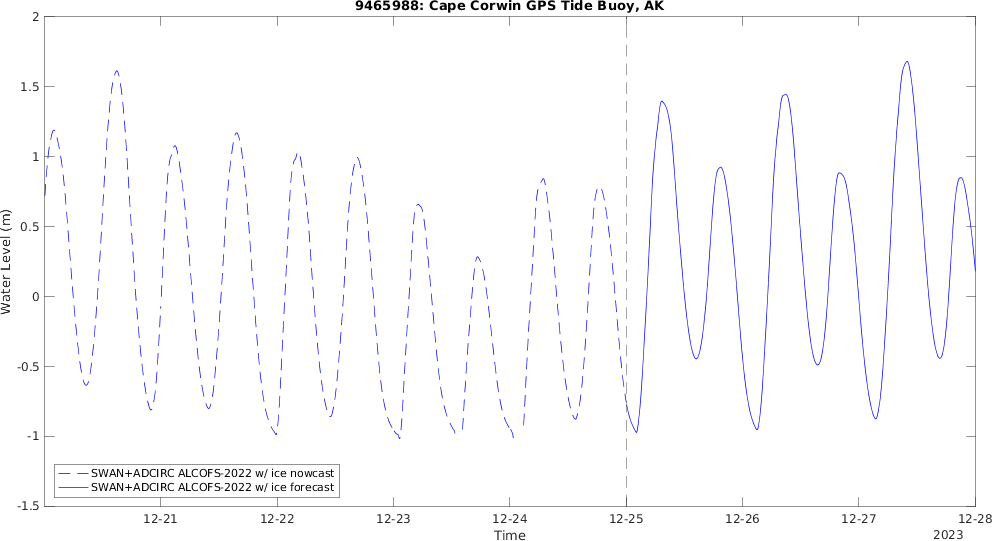 9465988: Cape Corwin GPS Tide Buoy, AK
2
1.5
1
0.5
0
-0.5
-1
-1.5
Water Level (m)
SWAN+ADCIRC ALCOFS-2022 w/ ice nowcast
SWAN+ADCIRC ALCOFS-2022 w/ ice forecast
12-21 12-22 12-23 12-24 12-25 12-26 12-27 12-28
Time
2023